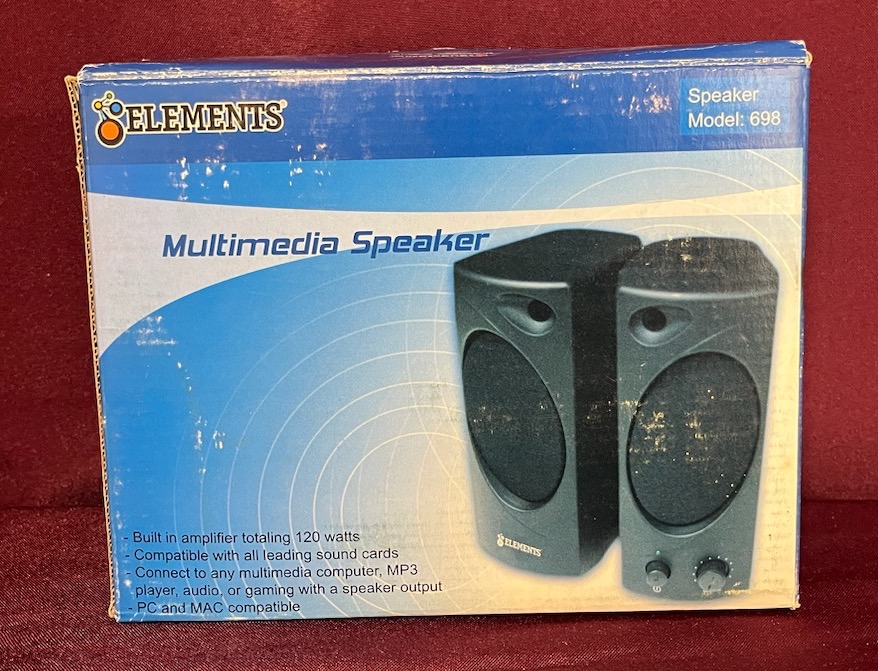 ELEMENTS®
Speaker
Model: 698
Multimedia Speaker
ELEMENTS
- Built in amplifier totaling 120 watts
- Compatible with all leading sound cards
- Connect to any multimedia computer, MP3
player, audio, or gaming with a speaker output
- PC and MAC compatible